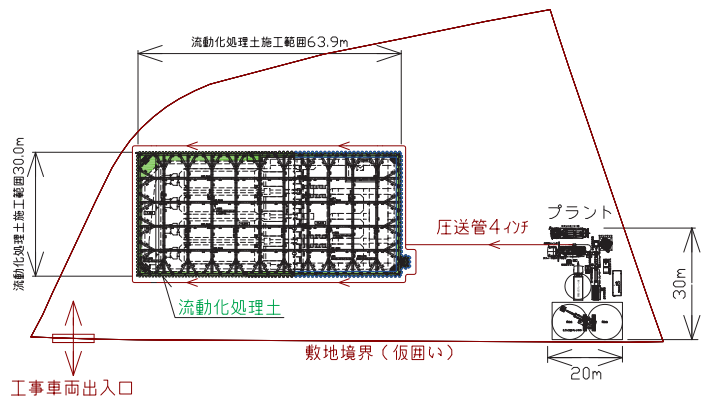 流動化処理土施工範囲63.9m
流動化処理土施工範囲30.0m
プラント
圧送管4インチ
30m
流動化処理土
敷地境界（仮囲い）
20m
工事車両出入口